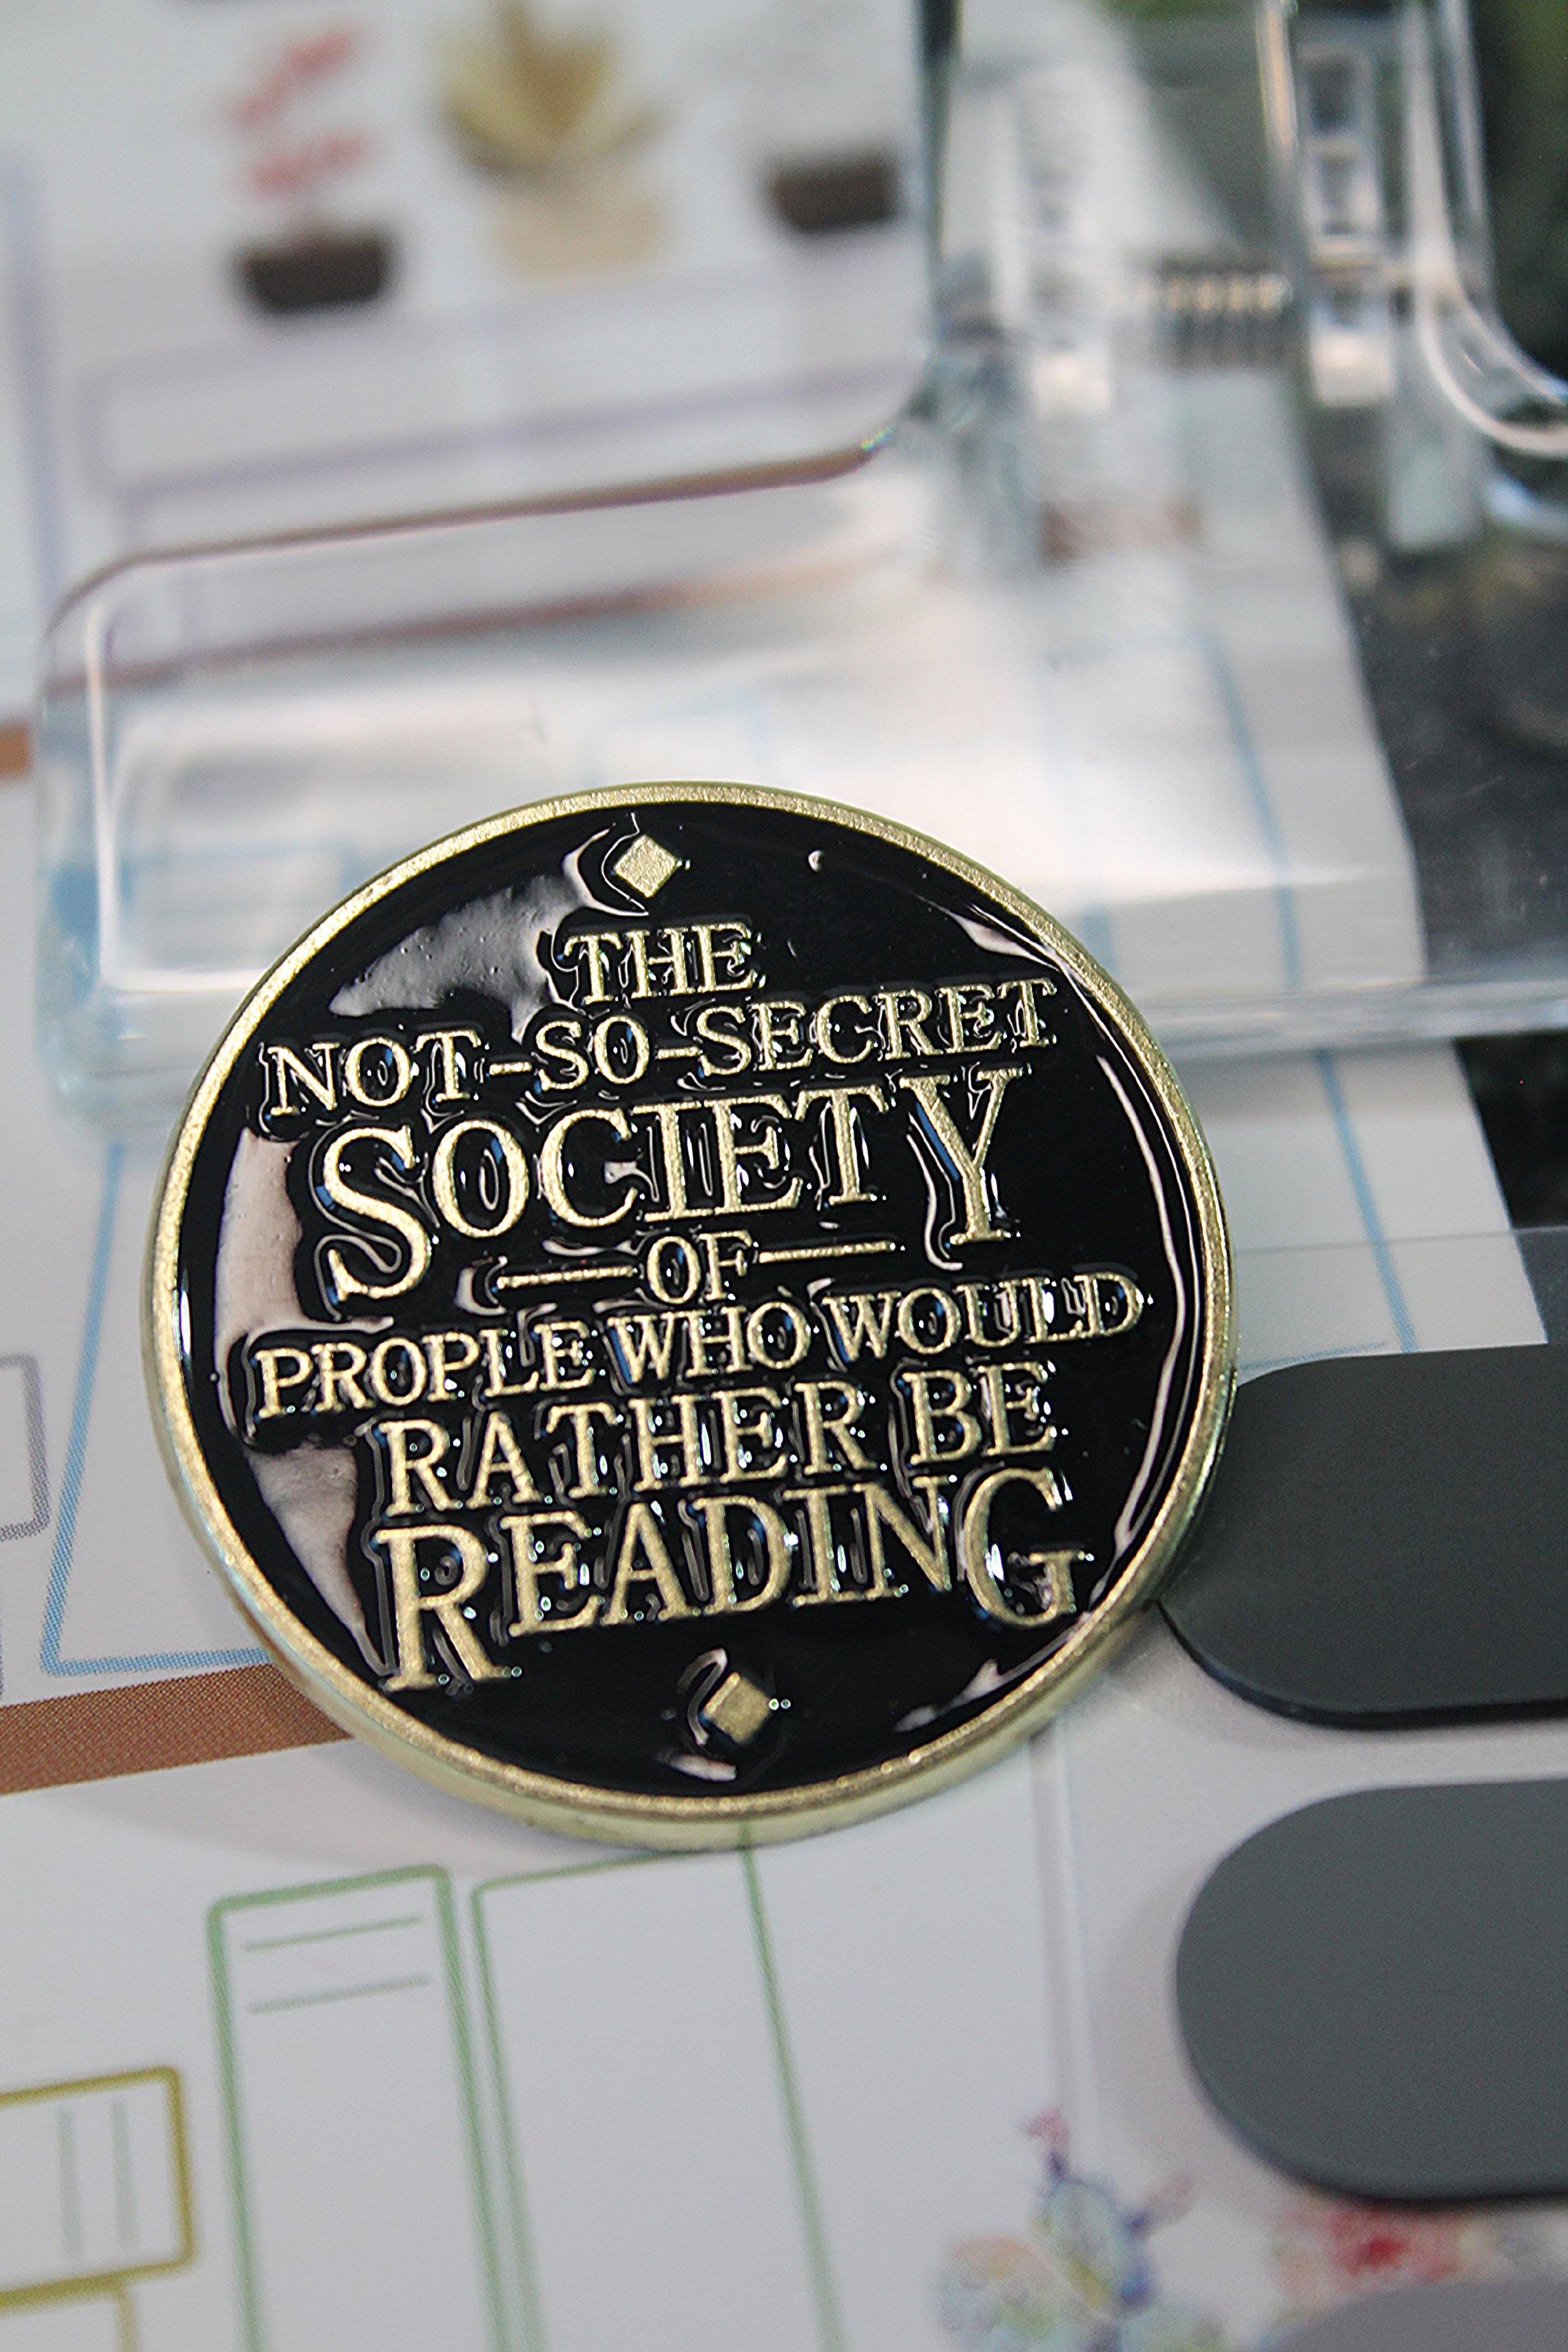 THE
NOT-SO-SECRET
SOCIETY
OF
PROPLE WHO WOULD
RATHER BE
READING